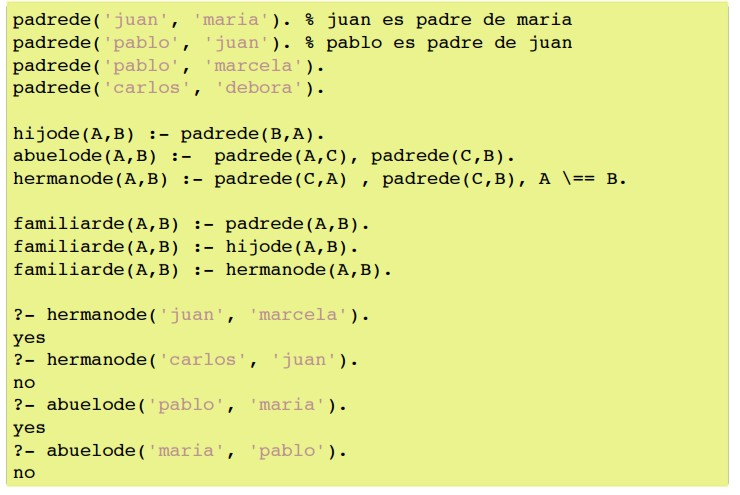 padrede('juan', 'maria'). % juan es padre de maria
padrede('pablo', 'juan'). % pablo es padre de juan
padrede('pablo', 'marcela').
padrede('carlos', 'debora').
hijode(A,B) :- padrede(B,A).
abuelode(A,B) :-  padrede(A,C), padrede(C,B).
hermanode(A,B) :- padrede(C,A) , padrede(C,B), A \== B.
familiarde(A,B) :- padrede(A,B).
familiarde(A,B) :- hijode(A,B).
familiarde(A,B) :- hermanode(A,B).
?- hermanode('juan', 'marcela').
yes
?- hermanode('carlos', 'juan').
no
?- abuelode('pablo', 'maria').
yes
?- abuelode('maria', 'pablo').
no